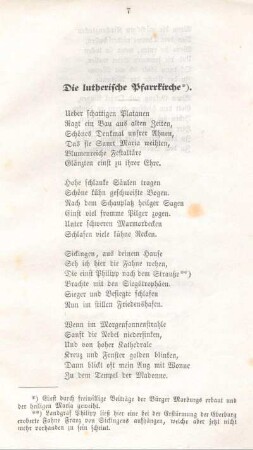 7
Die lutherische Pfarrkirche*).
Ueber schattigen Platanen
Ragt ein Bau aus alten Zeiten,
Schönes Denkmal unsrer Ahnen,
Das sie Sanct Maria weihten,
Blumenreiche Festaltäre
Glänzten einst zu ihrer Ehre.
Hohe schlanke Säulen tragen
Schöne kühn geschweifte Bogen.
Nach dem Schauplatz heilger Sagen
Einst viel fromme Pilger zogen.
Unter schweren Marmordecken
Schlafen viele kühne Recken.
Sickingen, aus deinem Hause
Seh ich hier die Fahne wehen,
Die einst Philipp nach dem Strauße**)
Brachte mit den Siegstrophäen.
Sieger und Besiegte schlafen
Nun im stillen Friedenshafen.
Wenn im Morgensonnenstrahle
Sanft die Nebel niedersinken,
Und von hoher Kathedrale
Kreuz und Fenster golden blinken,
Dann blickt oft mein Aug mit Wonne
Zu dem Tempel der Madonne.
*) Einst durch freiwillige Beiträge der Bürger Marburgs erbaut und
der heiligen Maria geweiht.
**) Landgraf Philipp ließ hier eine bei der Erstürmung der Eberburg
eroberte Fahne Franz von Sickingens aufhängen, welche aber jetzt nicht
mehr vorhanden zu sein scheint.